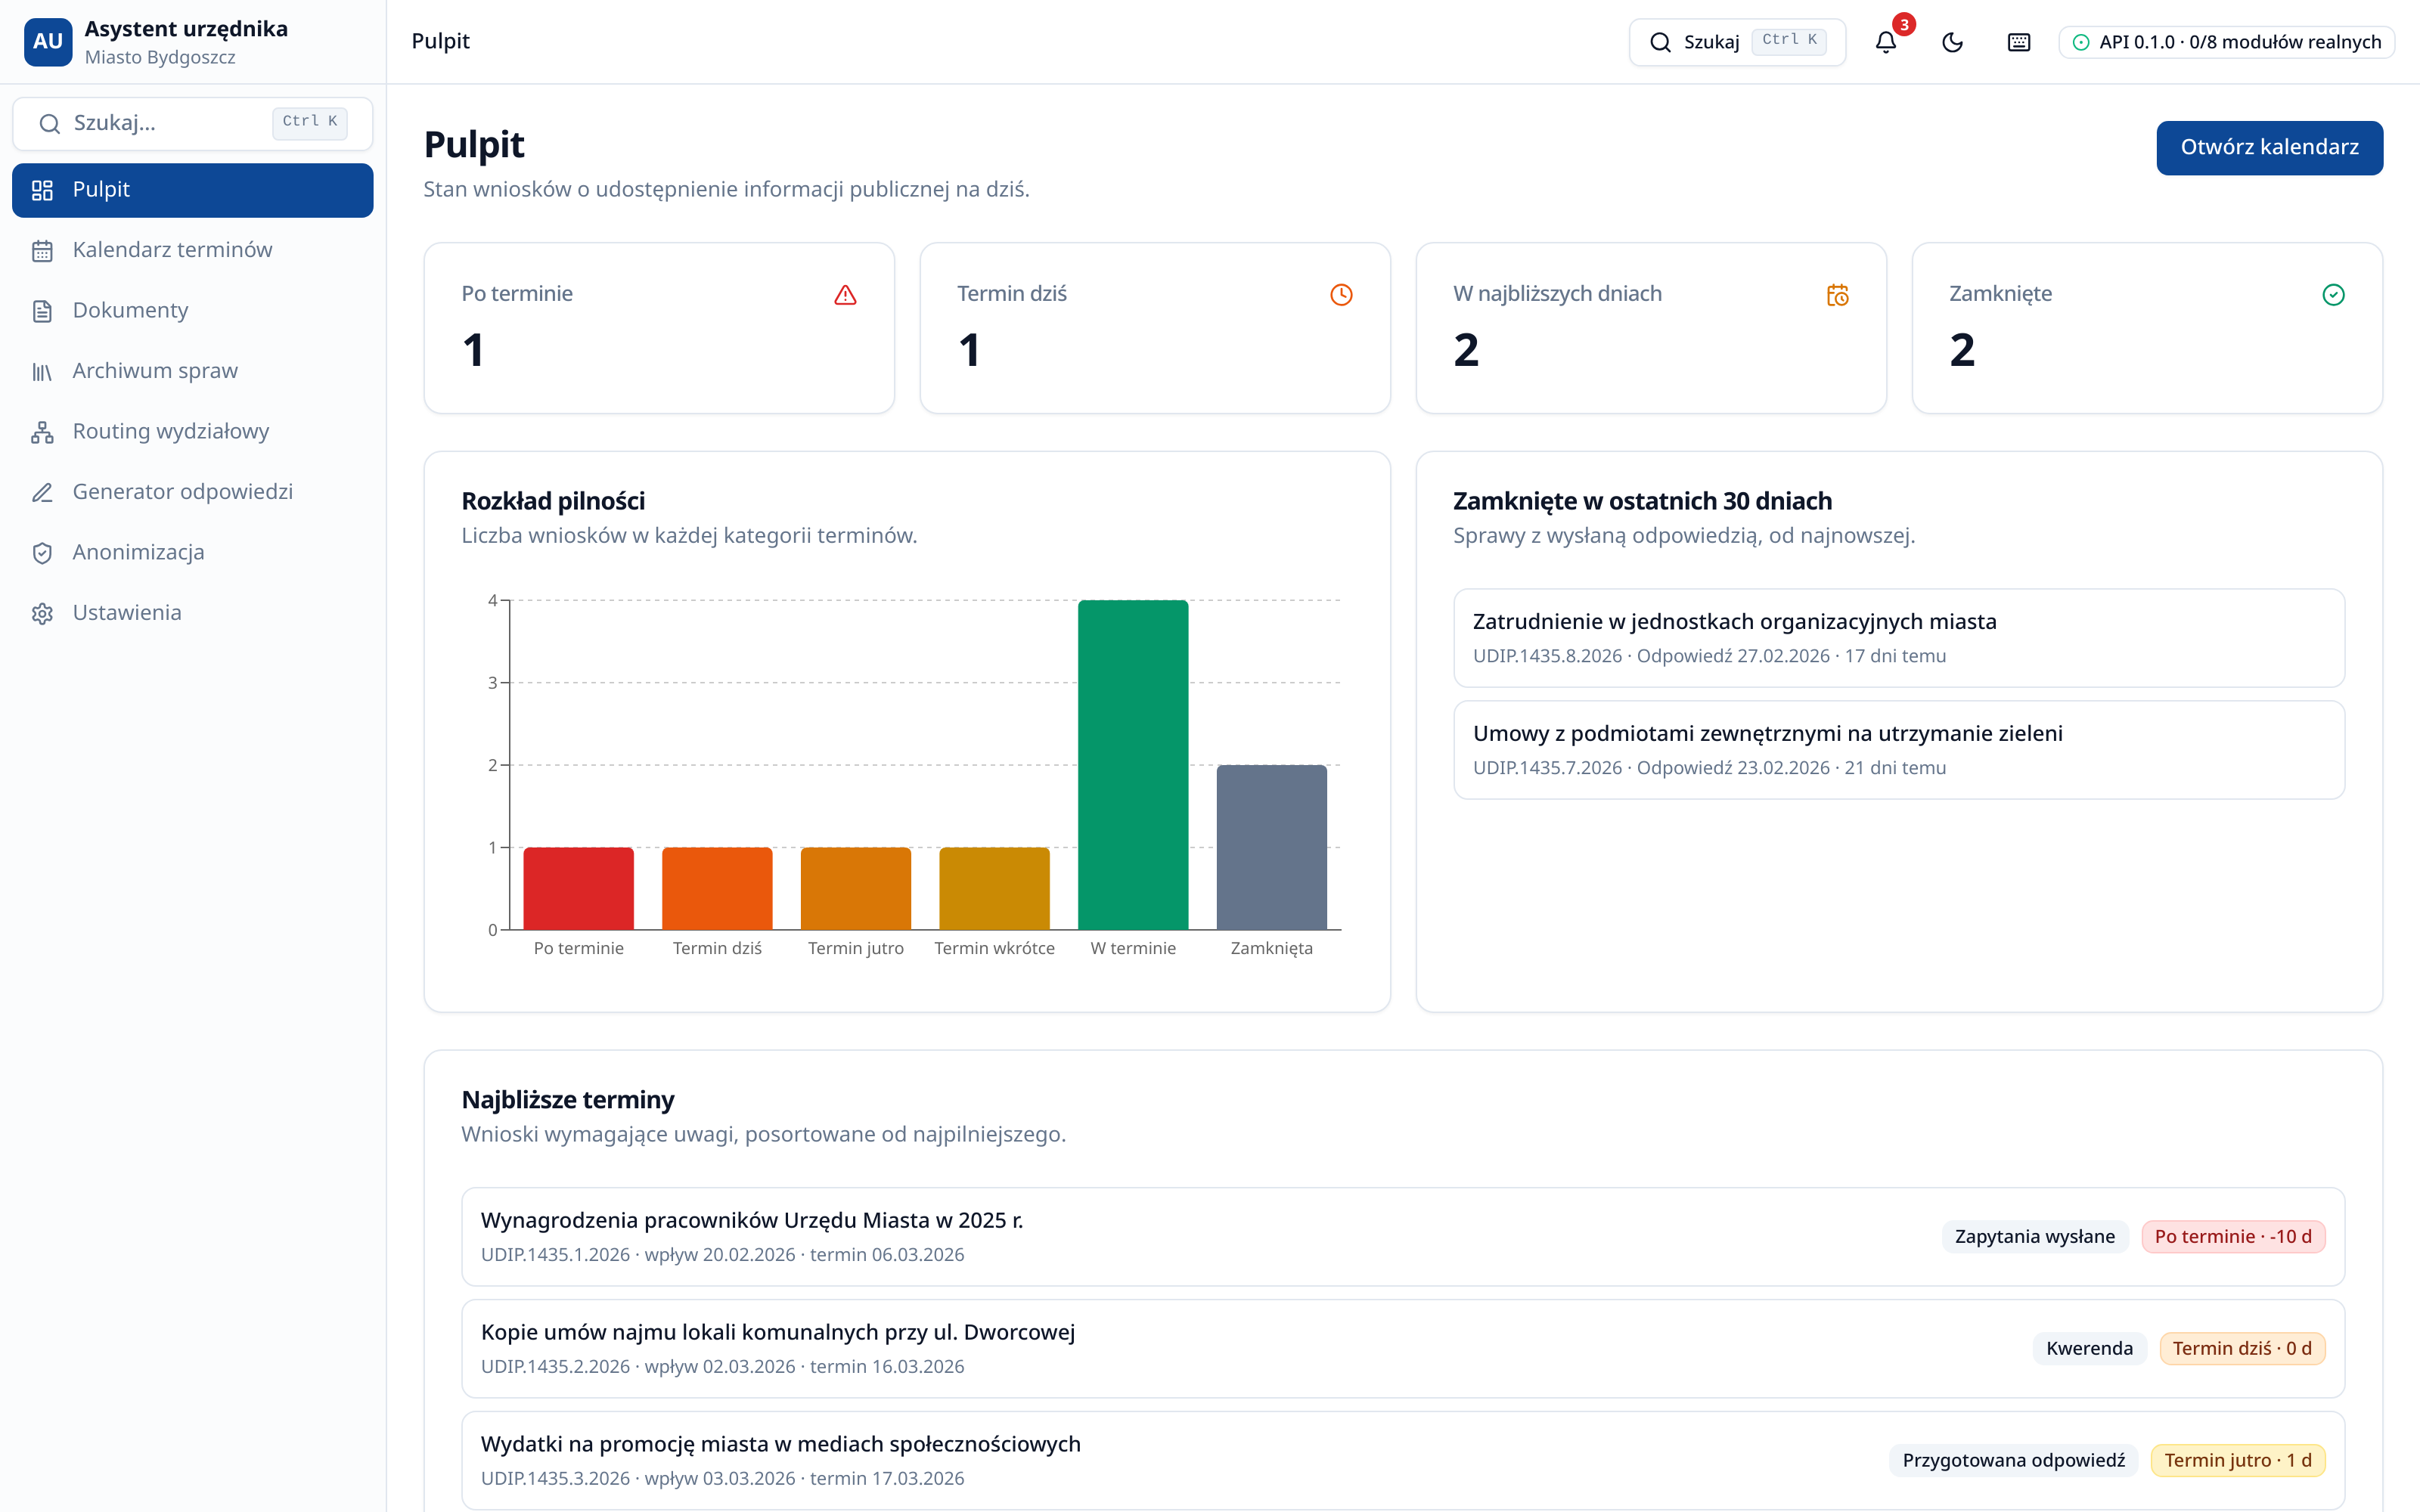 AU
Asystent urzędnika
Miasto Bydgoszcz
Pulpit
Szukaj
Ctrl K
3
API 0.1.0 · 0/8 modułów realnych
Szukaj...
Ctrl K
Pulpit
Kalendarz terminów
Dokumenty
Archiwum spraw
Routing wydziałowy
Generator odpowiedzi
Anonimizacja
Ustawienia
Pulpit
Stan wniosków o udostępnienie informacji publicznej na dziś.
Otwórz kalendarz
Po terminie
1
Termin dziś
1
W najbliższych dniach
2
Zamknięte
2
Rozkład pilności
Liczba wniosków w każdej kategorii terminów.
4
3
2
1
0
Po terminie
Termin dziś
Termin jutro
Termin wkrótce
W terminie
Zamknięta
Zamknięte w ostatnich 30 dniach
Sprawy z wysłaną odpowiedzią, od najnowszej.
Zatrudnienie w jednostkach organizacyjnych miasta
UDIP.1435.8.2026 · Odpowiedź 27.02.2026 · 17 dni temu
Umowy z podmiotami zewnętrznymi na utrzymanie zieleni
UDIP.1435.7.2026 · Odpowiedź 23.02.2026 · 21 dni temu
Najbliższe terminy
Wnioski wymagające uwagi, posortowane od najpilniejszego.
Wynagrodzenia pracowników Urzędu Miasta w 2025 r.
UDIP.1435.1.2026 · wpływ 20.02.2026 · termin 06.03.2026
Zapytania wysłane
Po terminie · -10 d
Kopie umów najmu lokali komunalnych przy ul. Dworcowej
UDIP.1435.2.2026 · wpływ 02.03.2026 · termin 16.03.2026
Kwerenda
Termin dziś · 0 d
Wydatki na promocję miasta w mediach społecznościowych
UDIP.1435.3.2026 · wpływ 03.03.2026 · termin 17.03.2026
Przygotowana odpowiedź
Termin jutro · 1 d